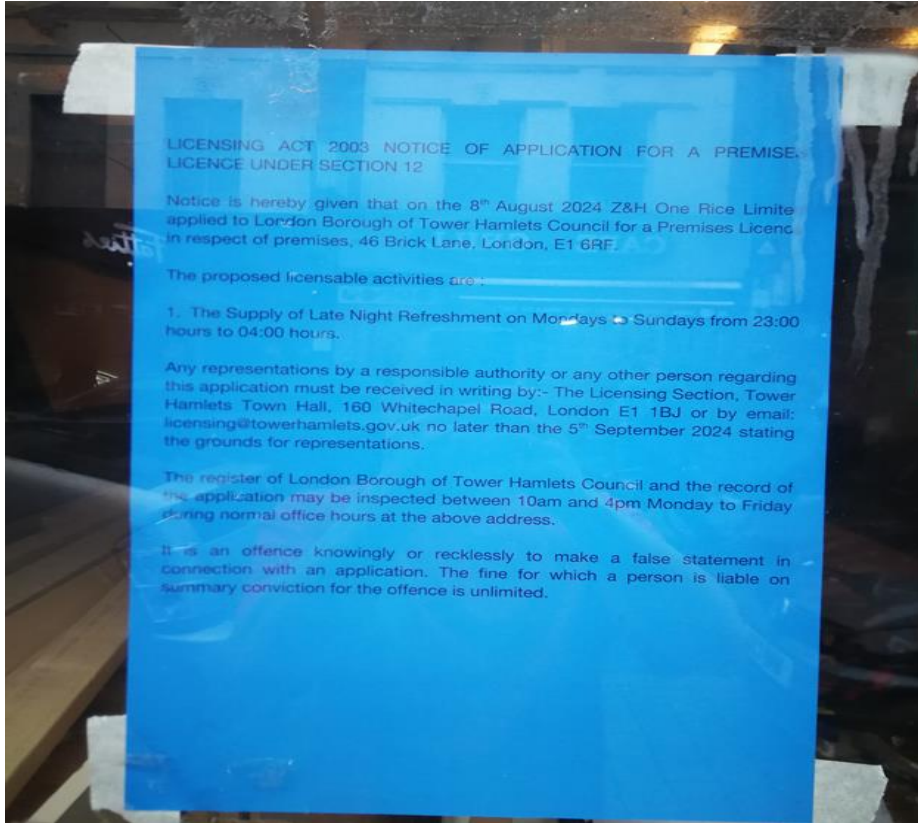 LICENSING ACT 2003 NOTICE OF APPLICATION FOR A PREMISE
LICENCE UNDER SECTION 12
Notice is hereby given that on the 8th August 2024 Z&H One Rice Limite
applied to London Borough of Tower Hamlets Council for a Premises Licenc
in respect of premises, 46 Brick Lane, London, E1 6RF.
The proposed licensable activities are :
1. The Supply of Late Night Refreshment on Mondays to Sundays from 23:00
hours to 04:00 hours.
Any representations by a responsible authority or any other person regarding
this application must be received in writing by:- The Licensing Section, Tower
Hamlets Town Hall, 160 Whitechapel Road, London E1 1BJ or by email:
licensing@towerhamlets.gov.uk no later than the 5th September 2024 stating
the grounds for representations.
The register of London Borough of Tower Hamlets Council and the record of
the application may be inspected between 10am and 4pm Monday to Friday
during normal office hours at the above address.
It is an offence knowingly or recklessly to make a false statement in
connection with an application. The fine for which a person is liable on
summary conviction for the offence is unlimited.